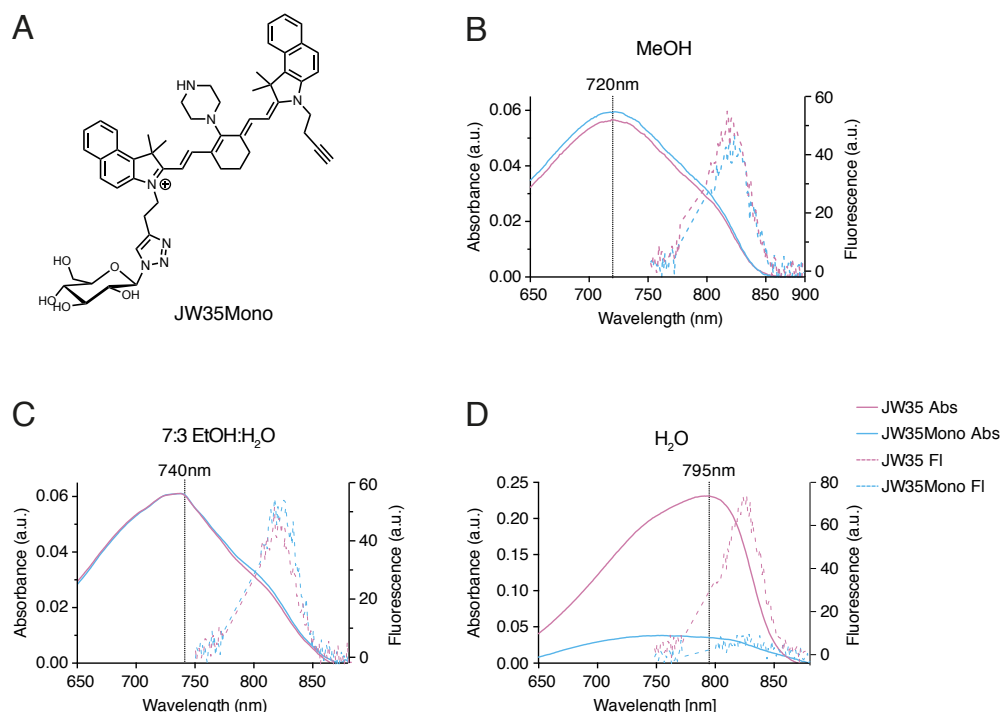 A
HN
N
N
N
⊕
N
N
N
HO
O
HO
HO
OH
JW35Mono
B
MeOH
720nm
Absorbance (a.u.)
0.06
0.04
0.02
0.00
60
50
40
20
0
Fluorescence (a.u.)
650 700 750 800 850 900
Wavelength (nm)
C
7:3 EtOH:H2O
740nm
Absorbance (a.u.)
0.06
0.04
0.02
0.00
60
40
20
0
Fluorescence (a.u.)
650 700 750 800 850
Wavelength (nm)
D
H2O
795nm
Absorbance (a.u.)
0.25
0.20
0.15
0.10
0.05
0.00
80
60
40
20
0
Fluorescence (a.u.)
650 700 750 800 850
Wavelength [nm]
JW35 Abs
JW35Mono Abs
JW35 Fl
JW35Mono Fl